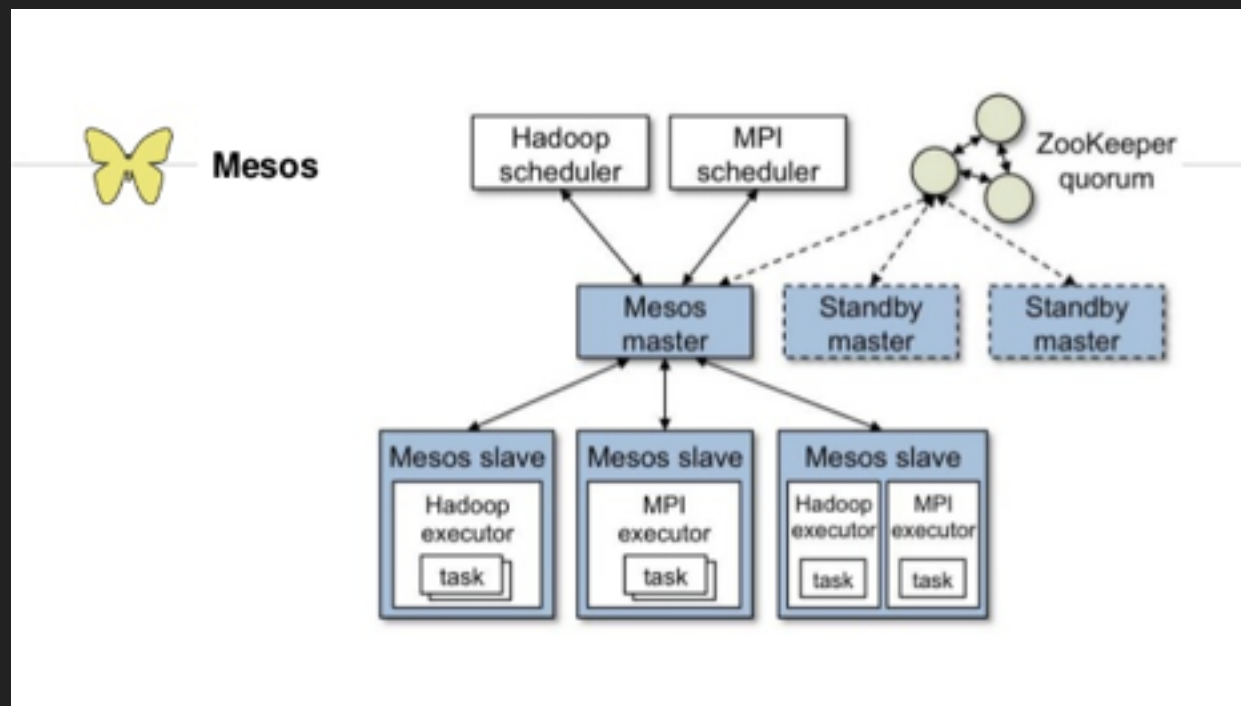 Mesos
Hadoop
scheduler
MPI
scheduler
ZooKeeper
quorum
Mesos
master
Standby
master
Standby
master
Mesos slave
Hadoop
executor
task
Mesos slave
MPI
executor
task
Mesos slave
Hadoop
executor
task
MPI
executor
task